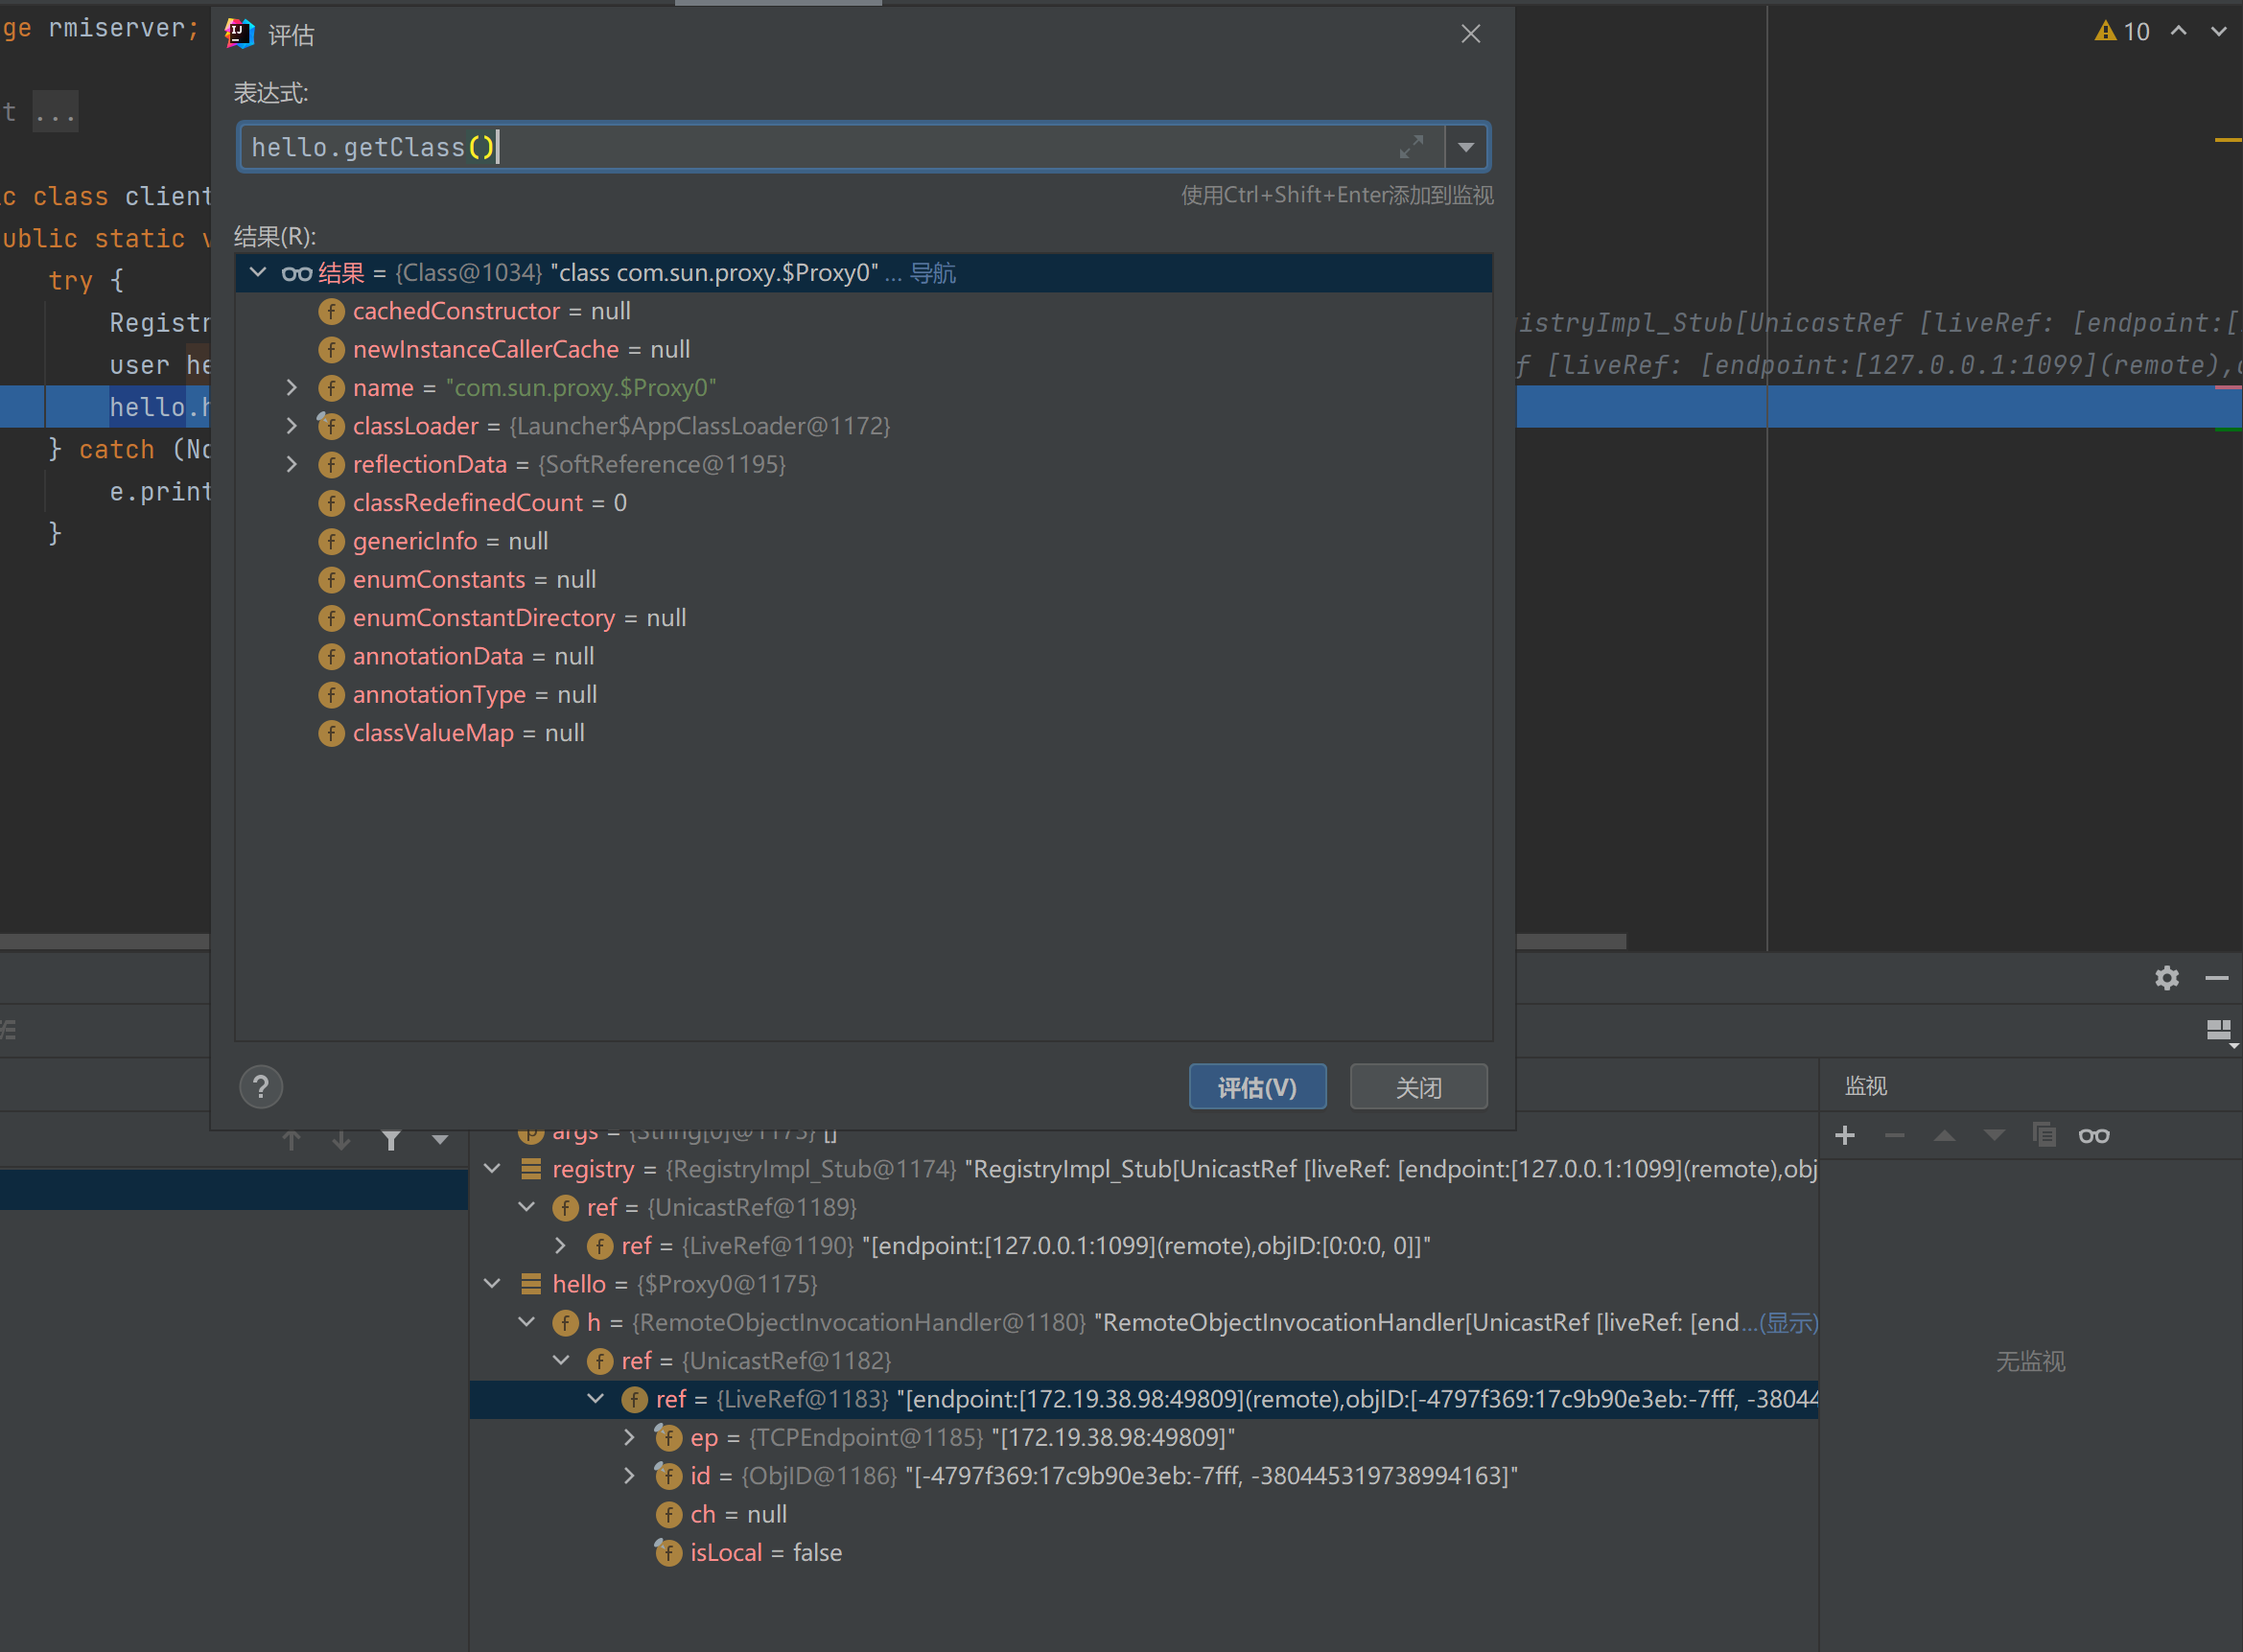 ge rmiserver;
t ...
c class client
ublic static v
try {
Registr
user he
hello.h
} catch (No
e.print
}
评估
表达式:
hello.getClass()
使用Ctrl+Shift+Enter添加到监视
结果(R):
结果 = {Class@1034} "class com.sun.proxy.$Proxy0" ... 导航
cachedConstructor = null
newInstanceCallerCache = null
name = "com.sun.proxy.$Proxy0"
classLoader = {Launcher$AppClassLoader@1172}
reflectionData = {SoftReference@1195}
classRedefinedCount = 0
genericInfo = null
enumConstants = null
enumConstantDirectory = null
annotationData = null
annotationType = null
classValueMap = null
评估(V)
关闭
10
istryImpl_Stub[UnicastRef [liveRef: [endpoint:[
f [liveRef: [endpoint:[127.0.0.1:1099](remote),
args = {String[0]@1173} []
registry = {RegistryImpl_Stub@1174} "RegistryImpl_Stub[UnicastRef [liveRef: [endpoint:[127.0.0.1:1099](remote),obj
ref = {UnicastRef@1189}
ref = {LiveRef@1190} "[endpoint:[127.0.0.1:1099](remote),objID:[0:0:0, 0]]"
hello = {$Proxy0@1175}
h = {RemoteObjectInvocationHandler@1180} "RemoteObjectInvocationHandler[UnicastRef [liveRef: [end...(显示)
ref = {UnicastRef@1182}
ref = {LiveRef@1183} "[endpoint:[172.19.38.98:49809](remote),objID:[-4797f369:17c9b90e3eb:-7fff, -38044
ep = {TCPEndpoint@1185} "[172.19.38.98:49809]"
id = {ObjID@1186} "[-4797f369:17c9b90e3eb:-7fff, -380445319738994163]"
ch = null
isLocal = false
监视
无监视